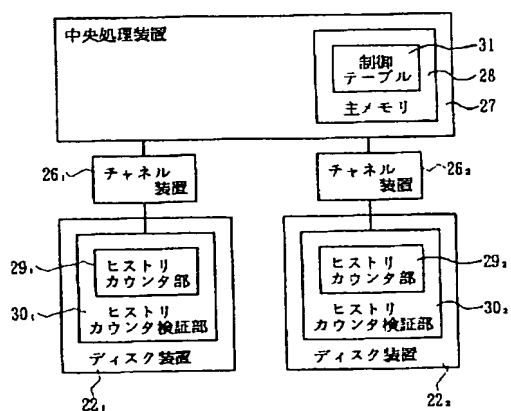 中央処理装置
31
制御
テーブル
28
主メモリ
27
26₁
チャネル
装置
チャネル
装置
26₂
29₁
ヒストリ
カウンタ部
ヒストリ
カウンタ部
29₂
30₁
ヒストリ
カウンタ検証部
ヒストリ
カウンタ検証部
30₂
ディスク装置
ディスク装置
22₁
22₂